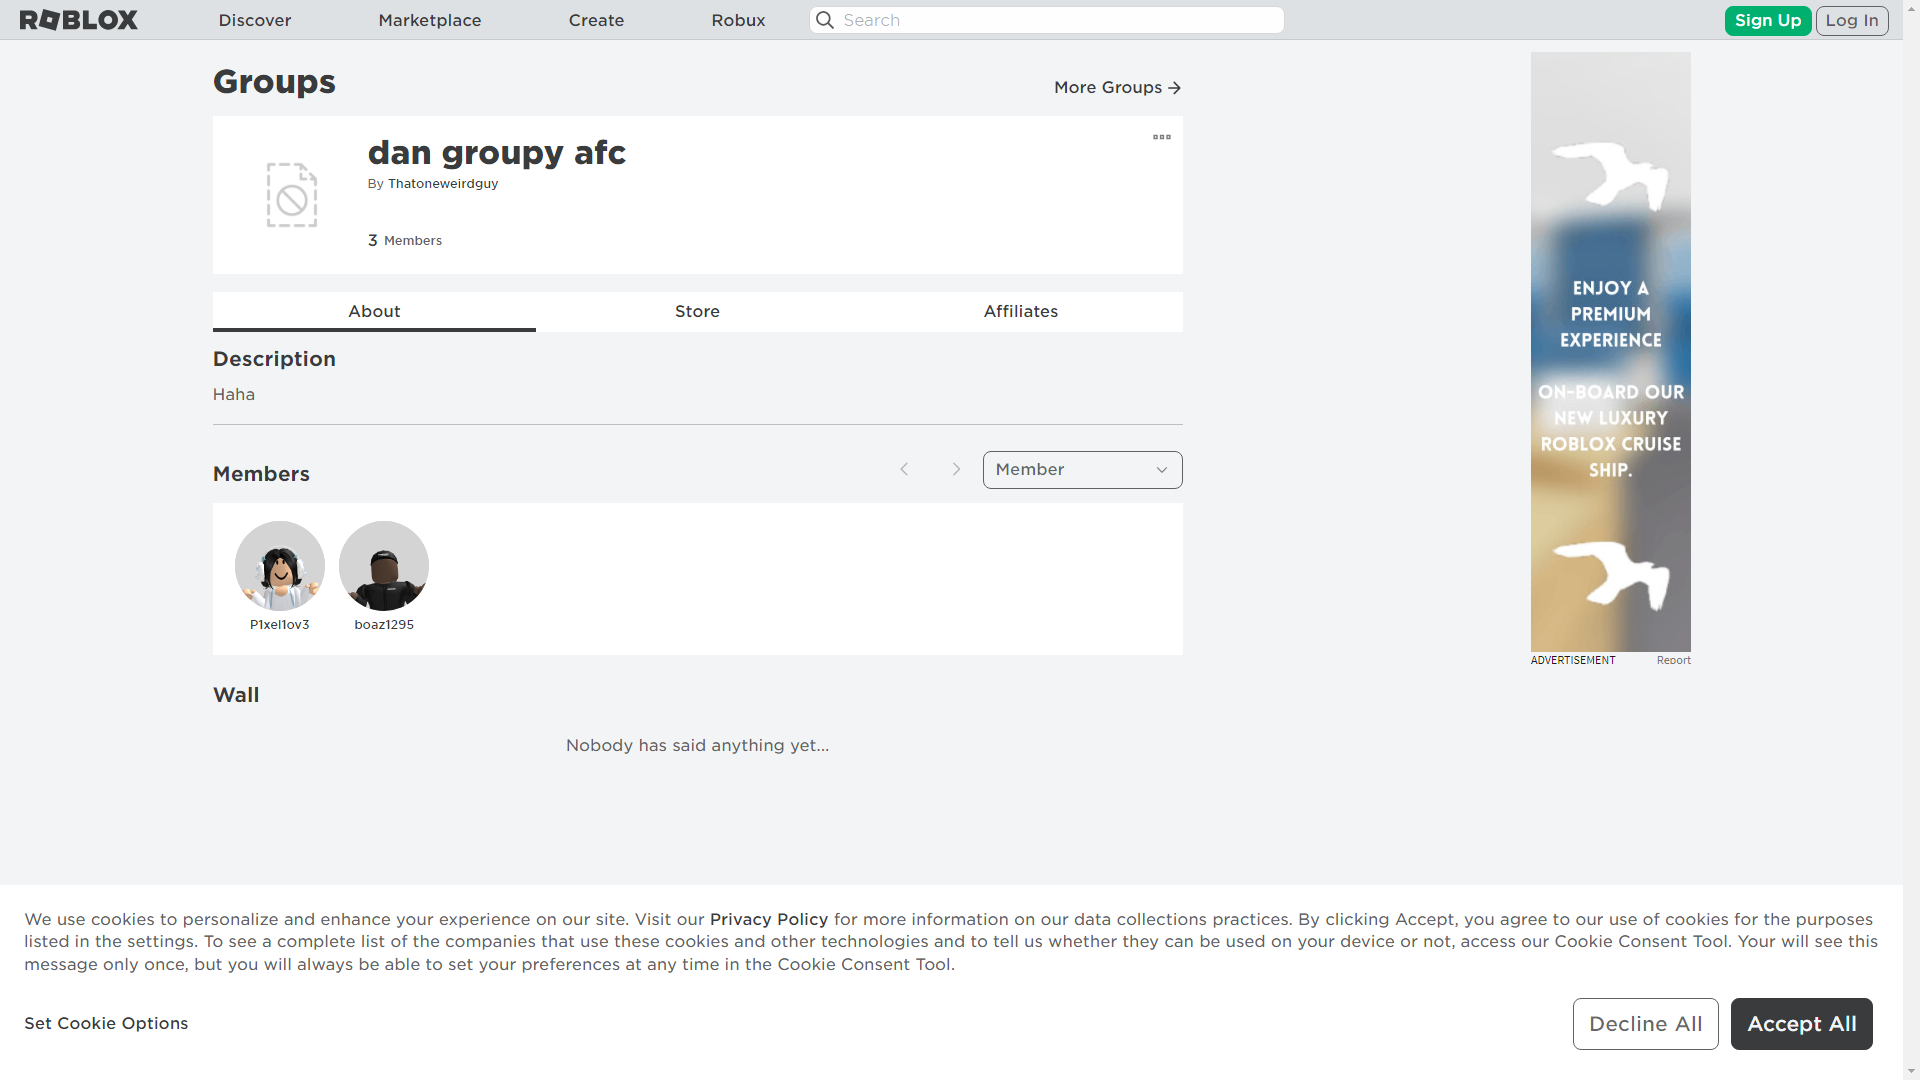 ROBLOX
Discover
Marketplace
Create
Robux
Search
Sign Up
Log In
Groups
More Groups
dan groupy afc
By Thatoneweirdguy
3 Members
About
Store
Affiliates
Description
Haha
Members
Member
P1xel1ov3
boaz1295
Wall
Nobody has said anything yet...
ENJOY A
PREMIUM
EXPERIENCE
ON-BOARD OUR
NEW LUXURY
ROBLOX CRUISE
SHIP.
ADVERTISEMENT
Report
We use cookies to personalize and enhance your experience on our site. Visit our Privacy Policy for more information on our data collections practices. By clicking Accept, you agree to our use of cookies for the purposes
listed in the settings. To see a complete list of the companies that use these cookies and other technologies and to tell us whether they can be used on your device or not, access our Cookie Consent Tool. Your will see this
message only once, but you will always be able to set your preferences at any time in the Cookie Consent Tool.
Set Cookie Options
Decline All
Accept All